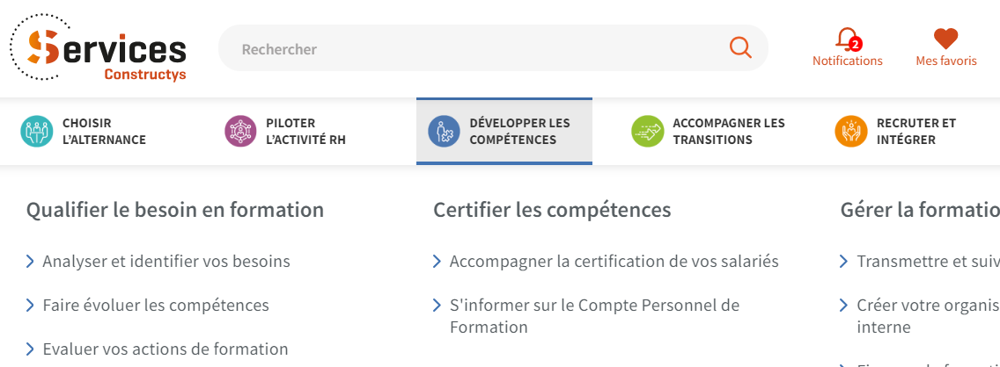 Services
Constructys
Rechercher
2
Notifications
Mes favoris
CHOISIR
L'ALTERNANCE
PILOTER
L'ACTIVITÉ RH
DÉVELOPPER LES
COMPÉTENCES
ACCOMPAGNER LES
TRANSITIONS
RECRUTER ET
INTÉGRER
Qualifier le besoin en formation
Analyser et identifier vos besoins
Faire évoluer les compétences
Evaluer vos actions de formation
Certifier les compétences
Accompagner la certification de vos salariés
S'informer sur le Compte Personnel de
Formation
Gérer la formatio
Transmettre et suiv
Créer votre organis
interne